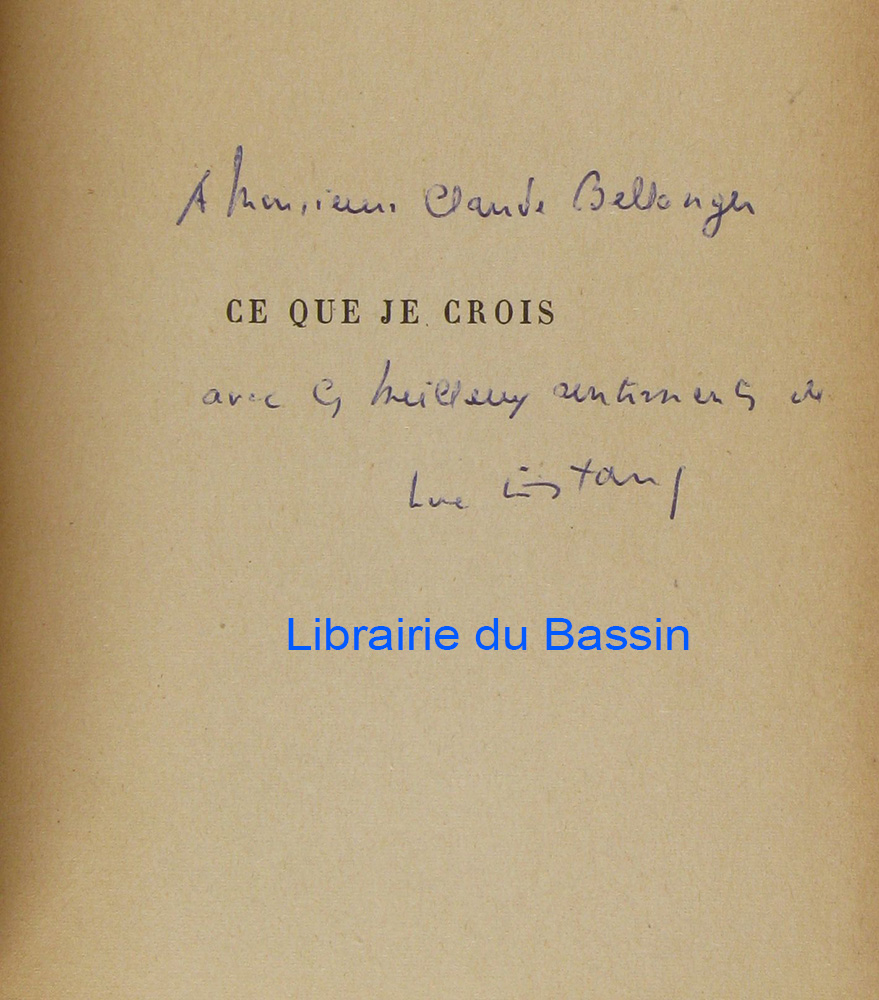 A Monsieur Claude Bellanger
CE QUE JE CROIS
avec les meilleurs sentiments de
Luc Estang
Librairie du Bassin